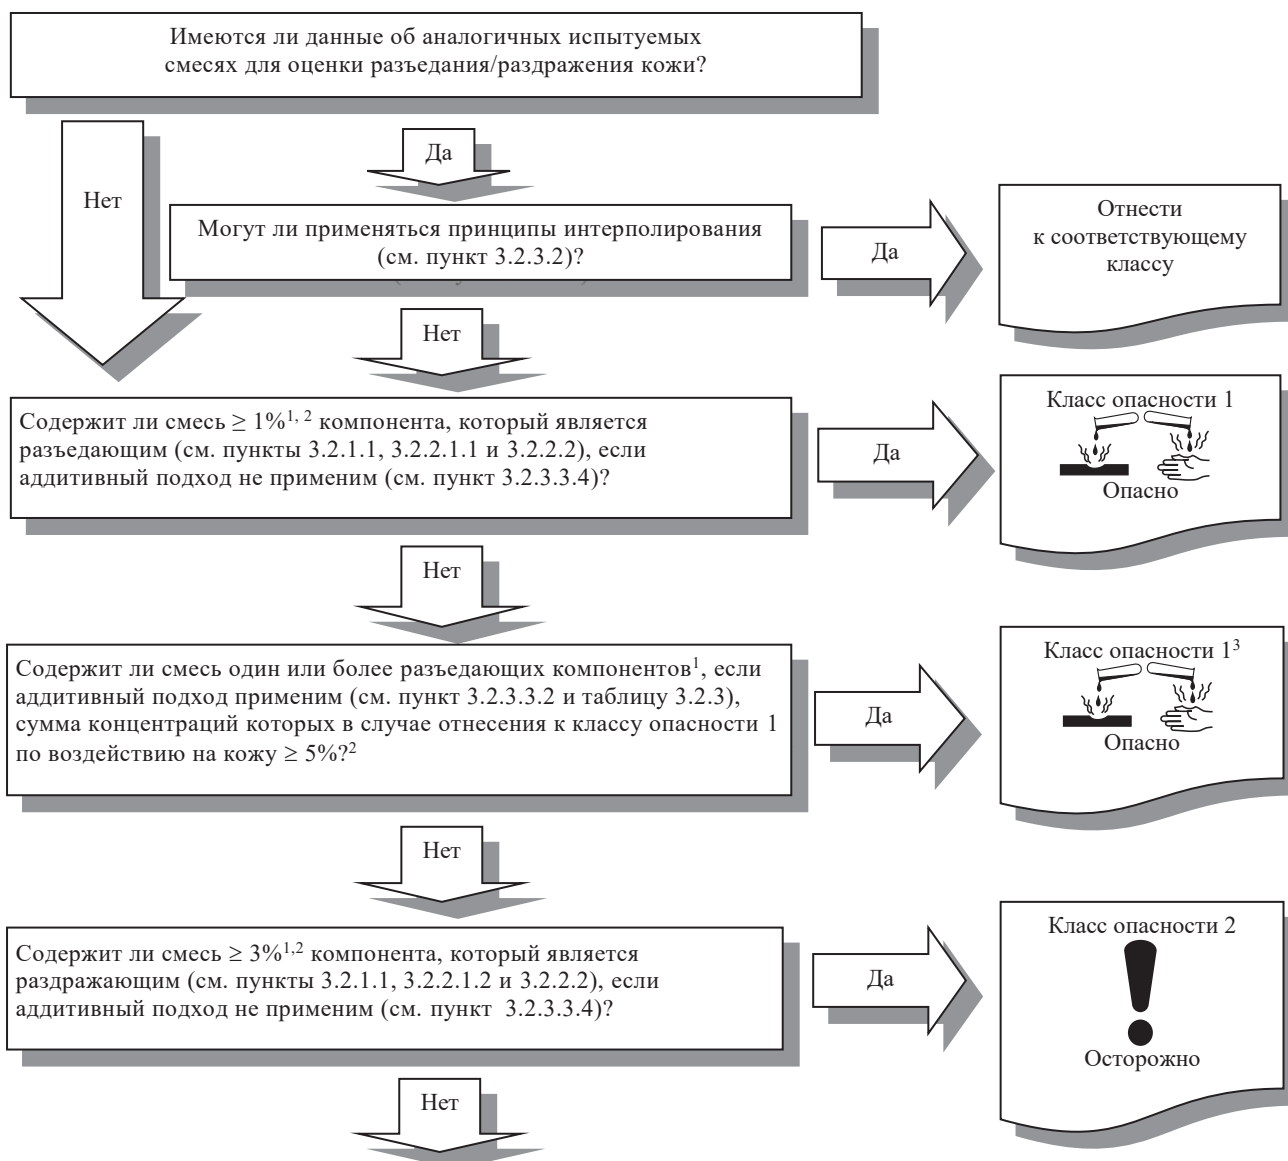 Имеются ли данные об аналогичных испытуемых
смесях для оценки разъедания/раздражения кожи?
Да
Нет
Могут ли применяться принципы интерполирования
(см. пункт 3.2.3.2)?
Да
Отнести
к соответствующему
классу
Нет
Содержит ли смесь ≥ 1%¹, ² компонента, который является
разъедающим (см. пункты 3.2.1.1, 3.2.2.1.1 и 3.2.2.2), если
аддитивный подход не применим (см. пункт 3.2.3.3.4)?
Да
Класс опасности 1
Опасно
Нет
Содержит ли смесь один или более разъедающих компонентов¹, если
аддитивный подход применим (см. пункт 3.2.3.3.2 и таблицу 3.2.3),
сумма концентраций которых в случае отнесения к классу опасности 1
по воздействию на кожу ≥ 5%?²
Да
Класс опасности 1³
Опасно
Нет
Содержит ли смесь ≥ 3%¹,² компонента, который является
раздражающим (см. пункты 3.2.1.1, 3.2.2.1.2 и 3.2.2.2), если
аддитивный подход не применим (см. пункт 3.2.3.3.4)?
Да
Класс опасности 2
Осторожно
Нет